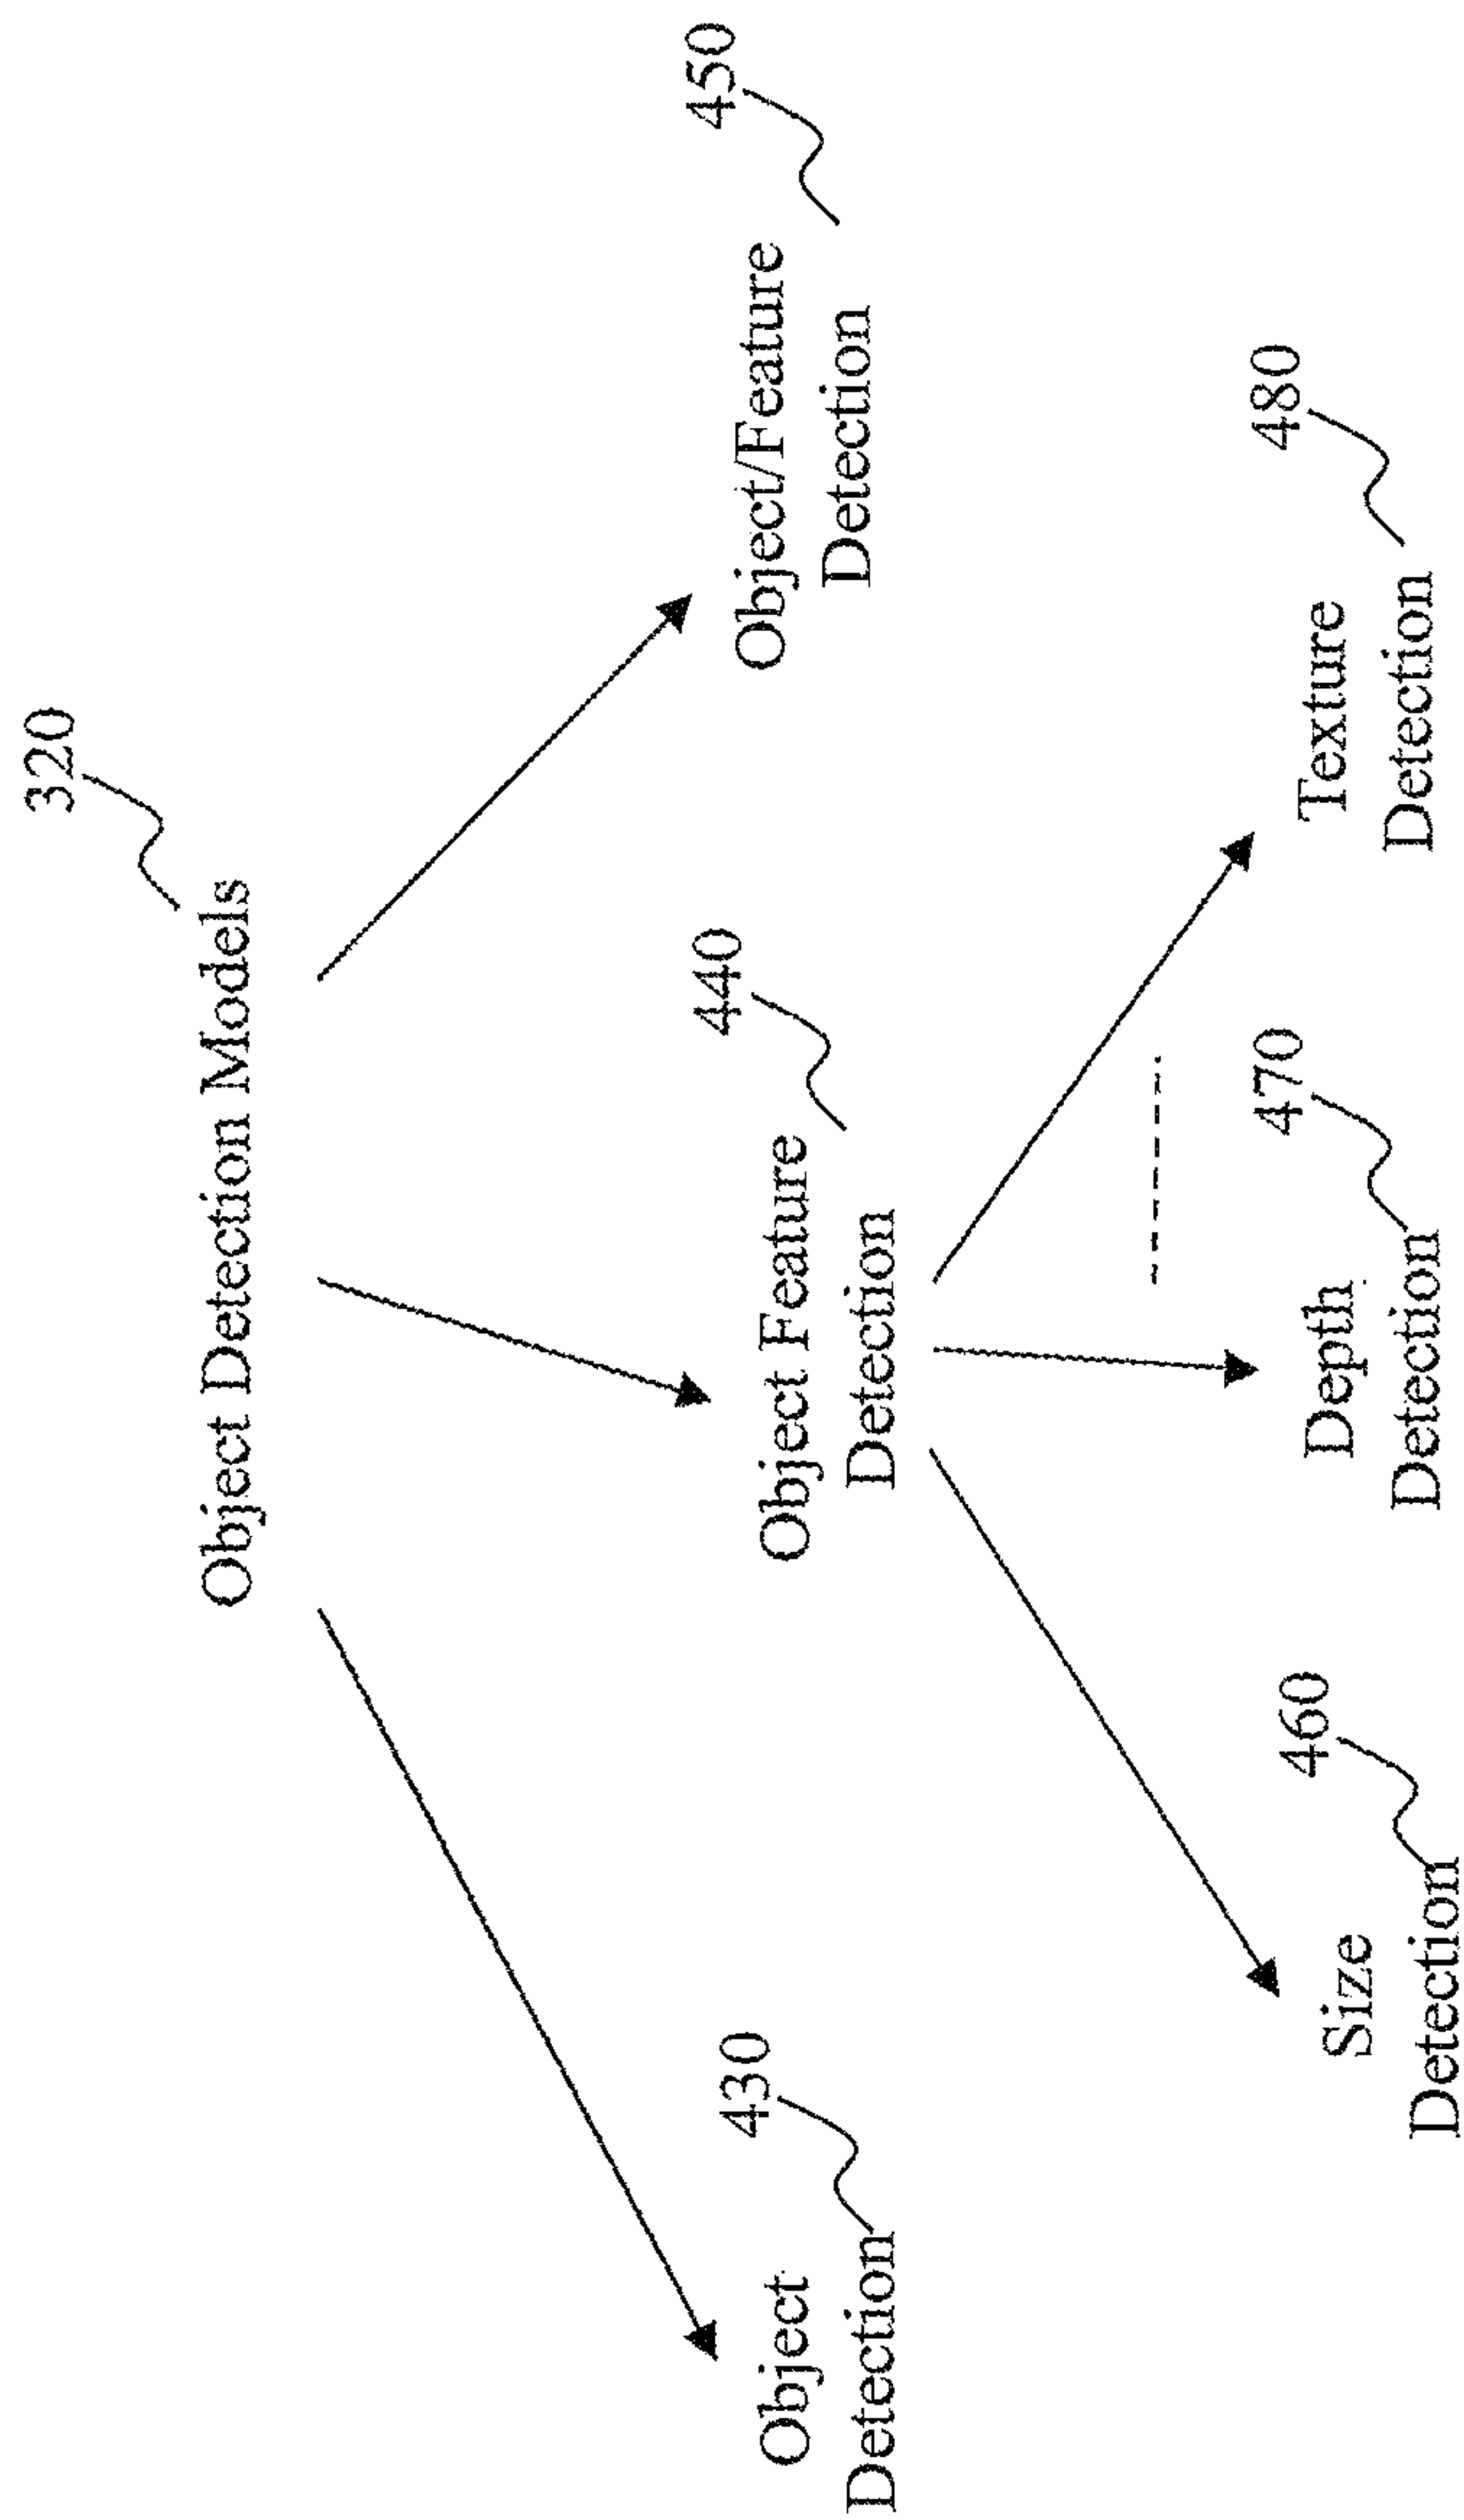 320
Object Detection Models
430
Object
Detection
440
Object Feature
Detection
450
Object/Feature
Detection
460
Size
Detection
470
Depth
Detection
480
Texture
Detection